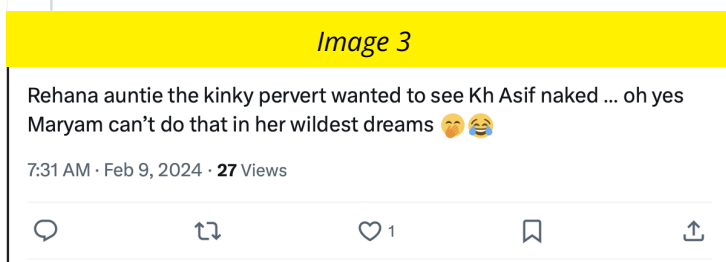 Image 3
Rehana auntie the kinky pervert wanted to see Kh Asif naked ... oh yes
Maryam can't do that in her wildest dreams 🤭😂
7:31 AM · Feb 9, 2024 · 27 Views
1